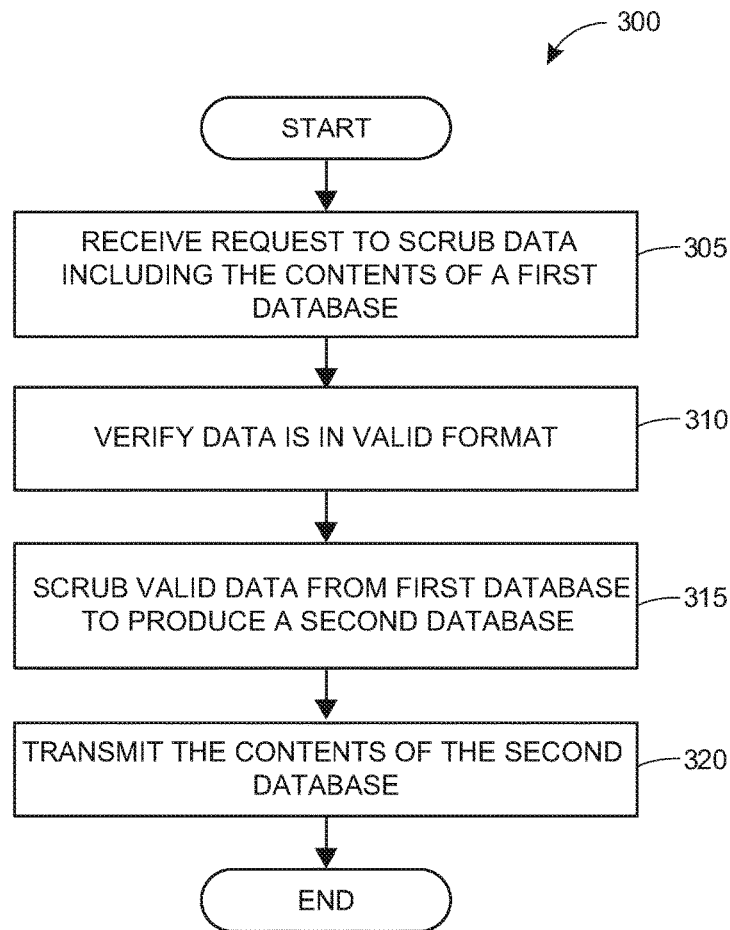 300
START
RECEIVE REQUEST TO SCRUB DATA
INCLUDING THE CONTENTS OF A FIRST
DATABASE
305
VERIFY DATA IS IN VALID FORMAT
310
SCRUB VALID DATA FROM FIRST DATABASE
TO PRODUCE A SECOND DATABASE
315
TRANSMIT THE CONTENTS OF THE SECOND
DATABASE
320
END